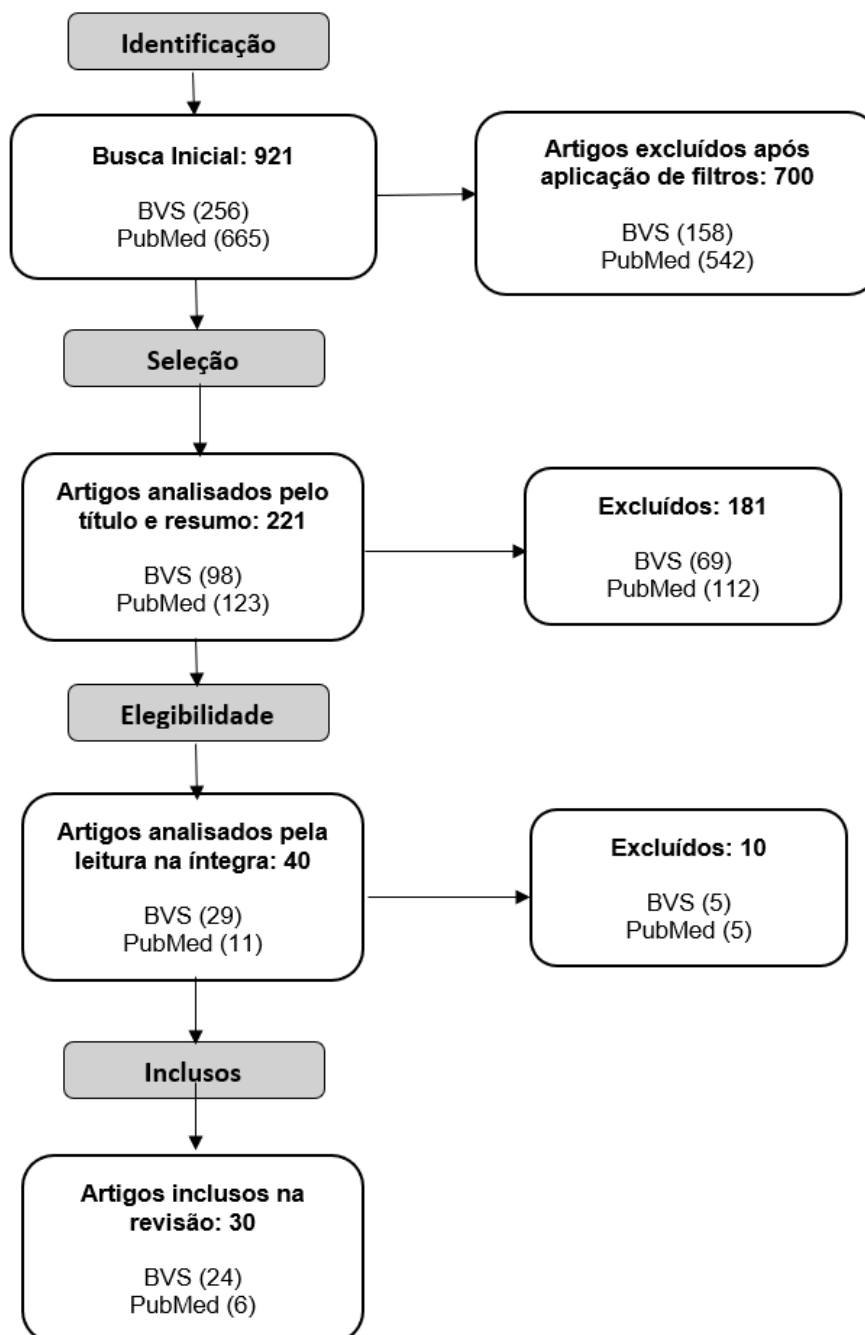 Identificação
Busca Inicial: 921
BVS (256)
PubMed (665)
Artigos excluídos após
aplicação de filtros: 700
BVS (158)
PubMed (542)
Seleção
Artigos analisados pelo
título e resumo: 221
BVS (98)
PubMed (123)
Excluídos: 181
BVS (69)
PubMed (112)
Elegibilidade
Artigos analisados pela
leitura na íntegra: 40
BVS (29)
PubMed (11)
Excluídos: 10
BVS (5)
PubMed (5)
Inclusos
Artigos inclusos na
revisão: 30
BVS (24)
PubMed (6)